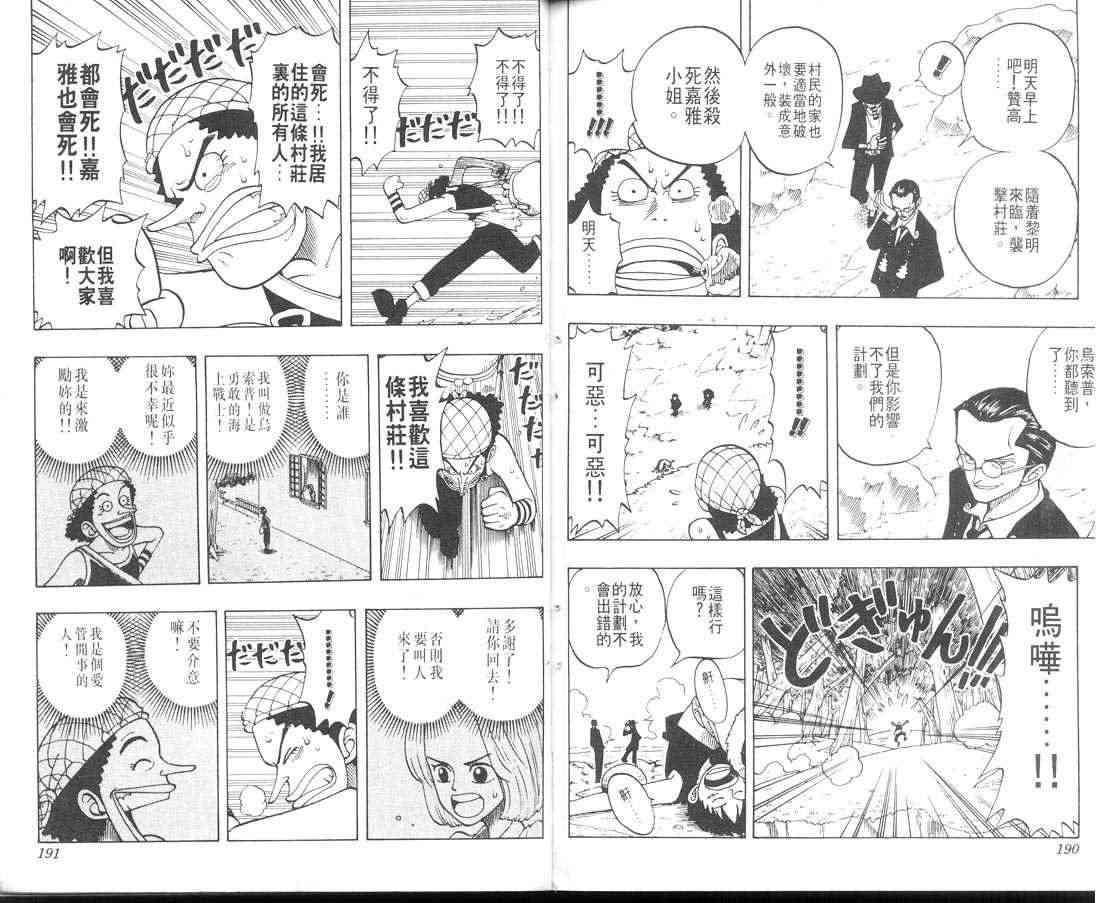 明天早上
吧！贊高
……
！
隨着黎明
來臨，襲
擊村莊。
村民的家也
要適當地破
壞，裝成意
外一般。
然後殺
死嘉雅
小姐。
………!!!
明天……
烏索普，
你都聽到
了……
但是你影響
不了我們的
計劃。
………!!
可惡…可惡!!
嗚嘩……!!
どぎゅん!!!
這樣行
嗎？
放心，我
的計劃不
會出錯的。
鼾……
鼾……
190
不得了!!!
不得了!!
不得了!!
だだだだ
會死…!!我居
住的這條村莊
裏的所有人…
都會死!!嘉
雅也會死!!
だだだだ
但我喜
歡大家
啊！
だだだだ
我喜歡這
條村莊!!
你是誰
……
我叫做烏
索普！是
勇敢的海
上戰士！
妳最近似乎
很不幸呢！
我是來激
勵妳的!!
多謝了！
請你回去！
否則我
要叫人
來了！
………!
だだだだ
不要介意
嘛！
我是個愛
管閒事的
人！
191